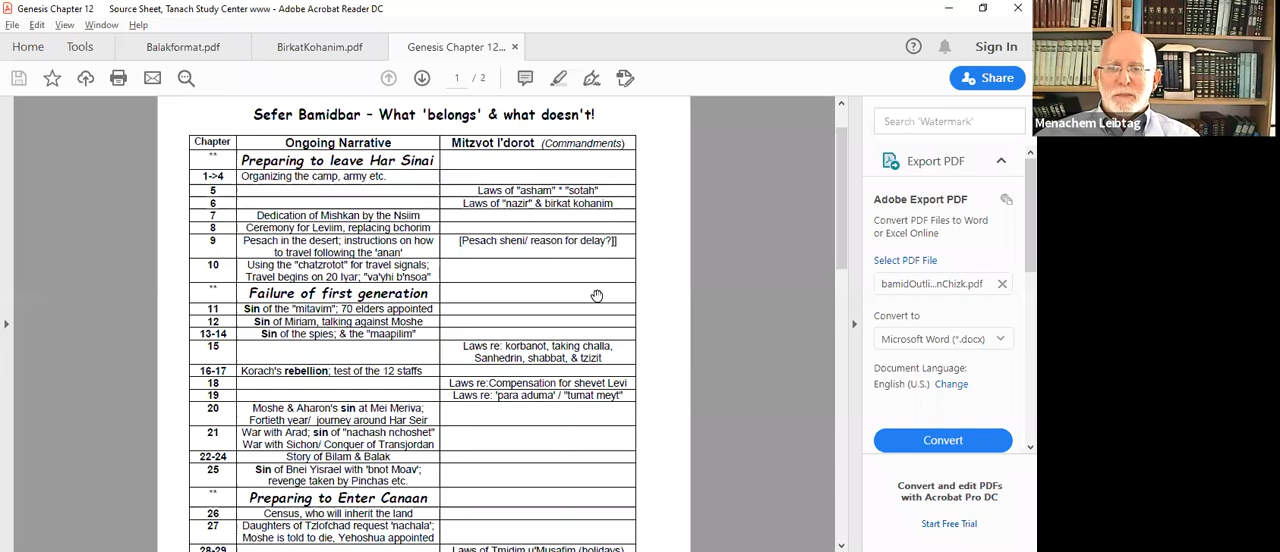 Genesis Chapter 12 Source Sheet, Tanach Study Center www - Adobe Acrobat Reader DC
File Edit View Window Help
Home Tools Balakformat.pdf BirkatKohanim.pdf Genesis Chapter 12... × Sign In
1 / 2 Share
Menachem Leibtag
Search 'Watermark'
Export PDF
Adobe Export PDF
Convert PDF Files to Word
or Excel Online
Select PDF File
bamidOutli...nChizk.pdf
Convert to
Microsoft Word (*.docx)
Document Language:
English (U.S.) Change
Convert
Convert and edit PDFs
with Acrobat Pro DC
Start Free Trial
Sefer Bamidbar - What 'belongs' & what doesn't!
Chapter Ongoing Narrative Mitzvot l'dorot (Commandments)
** Preparing to leave Har Sinai
1->4 Organizing the camp, army etc.
5 Laws of "asham" * "sotah"
6 Laws of "nazir" & birkat kohanim
7 Dedication of Mishkan by the Nsiim
8 Ceremony for Leviim, replacing bchorim
9 Pesach in the desert; instructions on how [Pesach sheni/ reason for delay?]]
to travel following the 'anan'
10 Using the "chatzrotot" for travel signals;
Travel begins on 20 Iyar; "va'yhi b'nsoa"
** Failure of first generation
11 Sin of the "mitavim"; 70 elders appointed
12 Sin of Miriam, talking against Moshe
13-14 Sin of the spies; & the "maapilim"
15 Laws re: korbanot, taking challa,
Sanhedrin, shabbat, & tzizit
16-17 Korach's rebellion; test of the 12 staffs
18 Laws re:Compensation for shevet Levi
19 Laws re: 'para aduma' / "tumat meyt"
20 Moshe & Aharon's sin at Mei Meriva;
Fortieth year/ journey around Har Seir
21 War with Arad; sin of "nachash nchoshet"
War with Sichon/ Conquer of Transjordan
22-24 Story of Bilam & Balak
25 Sin of Bnei Yisrael with 'bnot Moav';
revenge taken by Pinchas etc.
** Preparing to Enter Canaan
26 Census, who will inherit the land
27 Daughters of Tzlofchad request 'nachala';
Moshe is told to die, Yehoshua appointed
28-29 Laws of Tmidim u'Musafim (holidays)